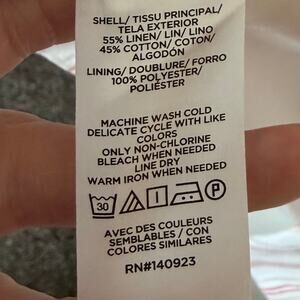 SHELL/ TISSU PRINCIPAL/
TELA EXTERIOR
55% LINEN/ LIN/ LINO
45% COTTON/ COTON/
ALGODÓN
LINING/ DOUBLURE/ FORRO
100% POLYESTER/
POLIÉSTER
MACHINE WASH COLD
DELICATE CYCLE WITH LIKE
COLORS
ONLY NON-CHLORINE
BLEACH WHEN NEEDED
LINE DRY
WARM IRON WHEN NEEDED
30 P
AVEC DES COULEURS
SEMBLABLES / CON
COLORES SIMILARES
RN#140923